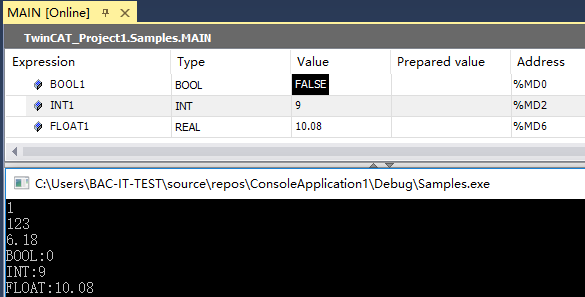 MAIN [Online]
TwinCAT_Project1.Samples.MAIN
Expression Type Value Prepared value Address
BOOL1 BOOL FALSE %MD0
INT1 INT 9 %MD2
FLOAT1 REAL 10.08 %MD6
C:\Users\BAC-IT-TEST\source\repos\ConsoleApplication1\Debug\Samples.exe
1
123
6.18
BOOL:0
INT:9
FLOAT:10.08